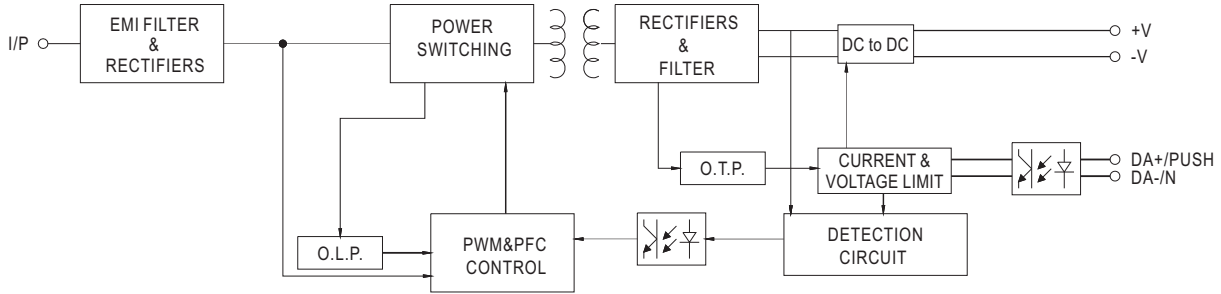 I/P
EMI FILTER
&
RECTIFIERS
POWER
SWITCHING
RECTIFIERS
&
FILTER
DC to DC
+V
-V
O.T.P.
CURRENT &
VOLTAGE LIMIT
DA+/PUSH
DA-/N
O.L.P.
PWM&PFC
CONTROL
DETECTION
CIRCUIT